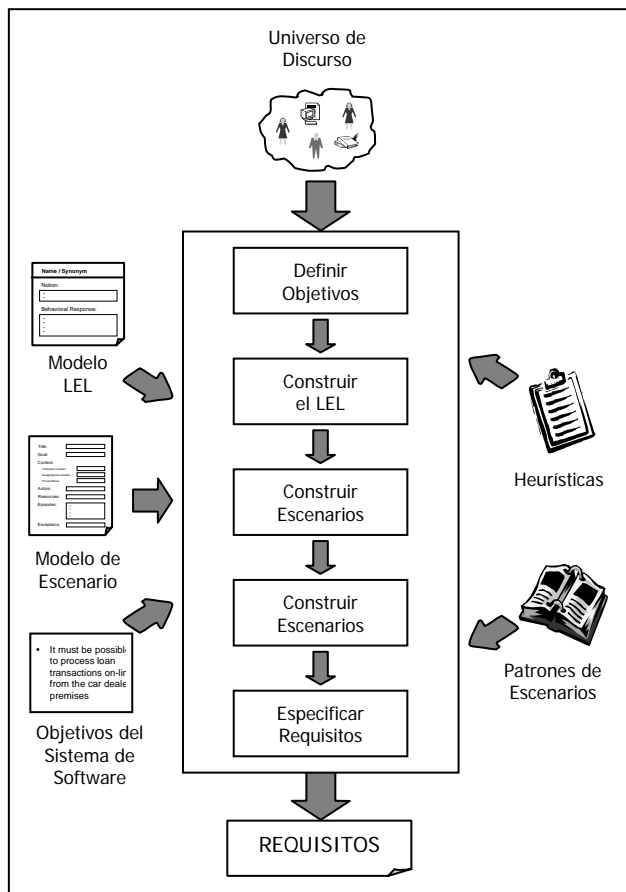 Universo de
Discurso
Definir
Objetivos
Name / Synonym
Notion:
Behavioral Response:
Modelo
LEL
Construir
el LEL
Heurísticas
Title:
Goal:
Context:
Actors:
Resources:
Episodes:
Exceptions:
Modelo de
Escenario
Construir
Escenarios
Construir
Escenarios
Patrones de
Escenarios
• It must be possible
to process loan
transactions on-lin
from the car deale
premises
Objetivos del
Sistema de
Software
Especificar
Requisitos
REQUISITOS